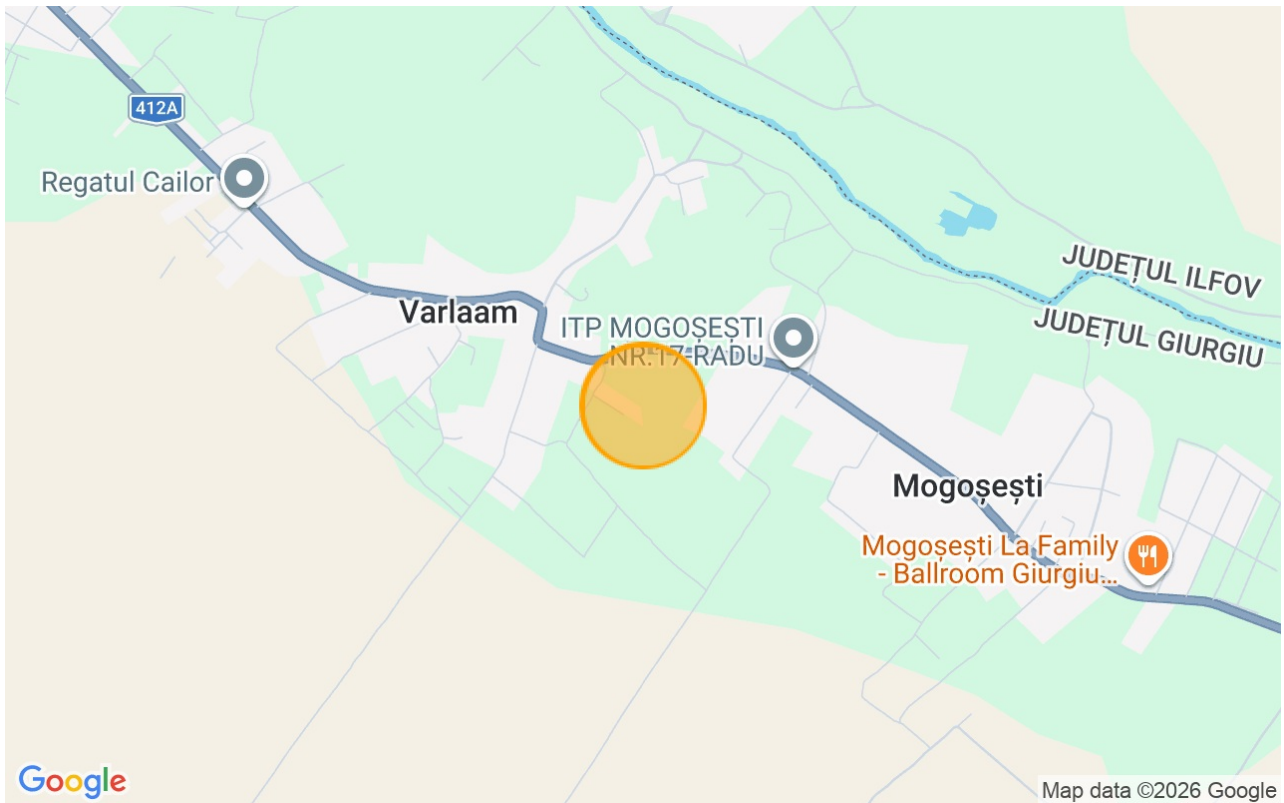 412A
Regatul Cailor
JUDEȚUL ILFOV
JUDEȚUL GIURGIU
Varlaam
ITP MOGOȘEȘTI
NR.17-RADU
Mogoșești
Mogoșești La Family
- Ballroom Giurgiu...
Google
Map data ©2026 Google